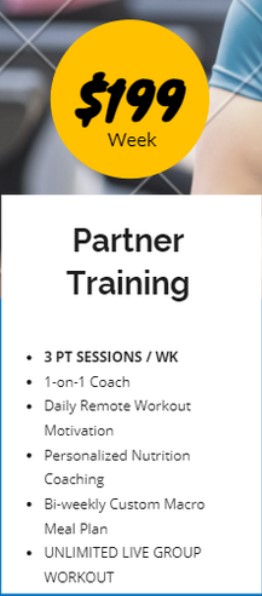 $199
Week
Partner
Training
• 3 PT SESSIONS / WK
• 1-on-1 Coach
• Daily Remote Workout
Motivation
• Personalized Nutrition
Coaching
• Bi-weekly Custom Macro
Meal Plan
• UNLIMITED LIVE GROUP
WORKOUT